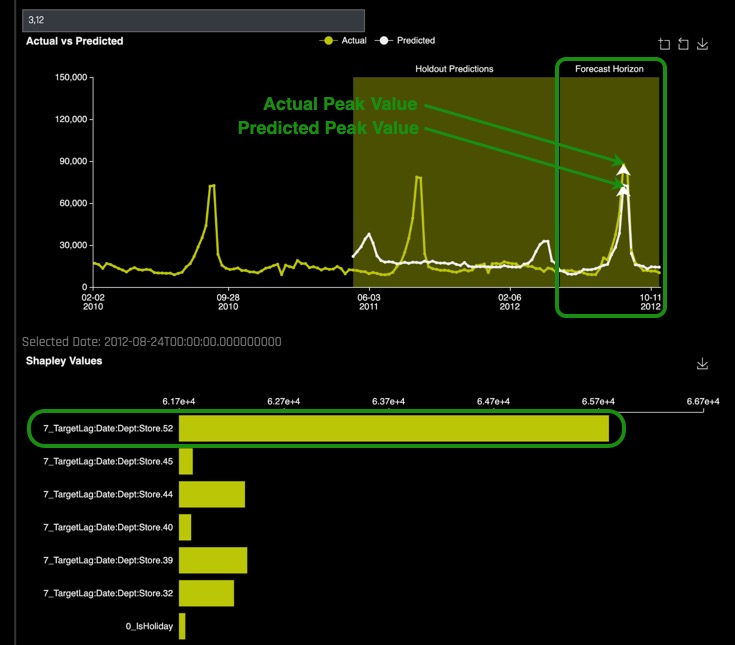 3,12
Actual vs Predicted
Actual Predicted
Holdout Predictions Forecast Horizon
150,000
120,000
90,000
60,000
30,000
0
Actual Peak Value
Predicted Peak Value
02-02 09-28 06-03 02-06 10-11
2010 2010 2011 2012 2012
Selected Date: 2012-08-24T00:00:00.000000000
Shapley Values
6.17e+4 6.27e+4 6.37e+4 6.47e+4 6.57e+4 6.67e+4
7_TargetLag:Date:Dept:Store.52
7_TargetLag:Date:Dept:Store.45
7_TargetLag:Date:Dept:Store.44
7_TargetLag:Date:Dept:Store.40
7_TargetLag:Date:Dept:Store.39
7_TargetLag:Date:Dept:Store.32
0_IsHoliday